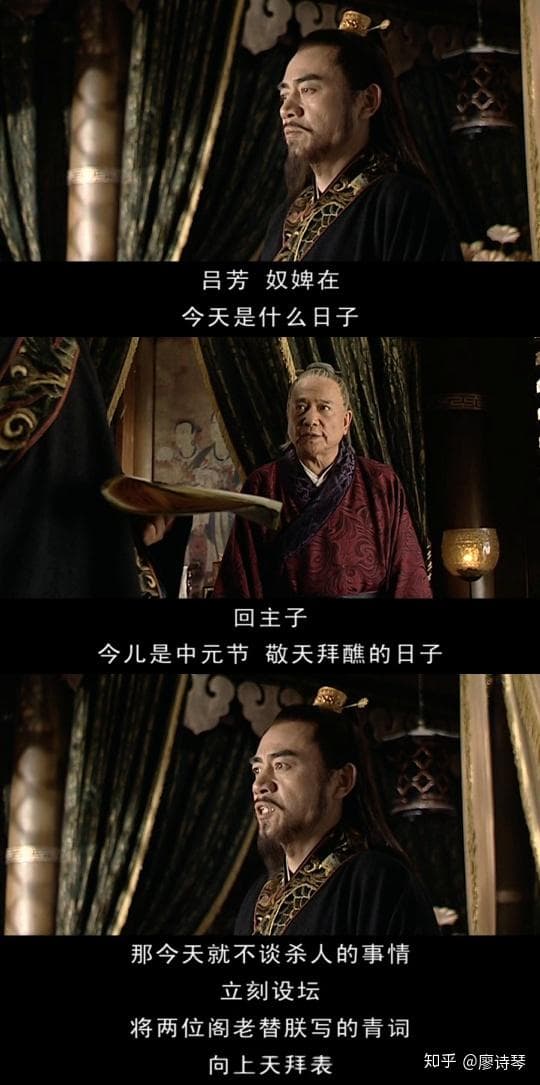 吕芳 奴婢在
今天是什么日子
回主子
今儿是中元节 敬天拜醮的日子
那今天就不谈杀人的事情
立刻设坛
将两位阁老替朕写的青词
向上天拜表
知乎 @廖诗琴